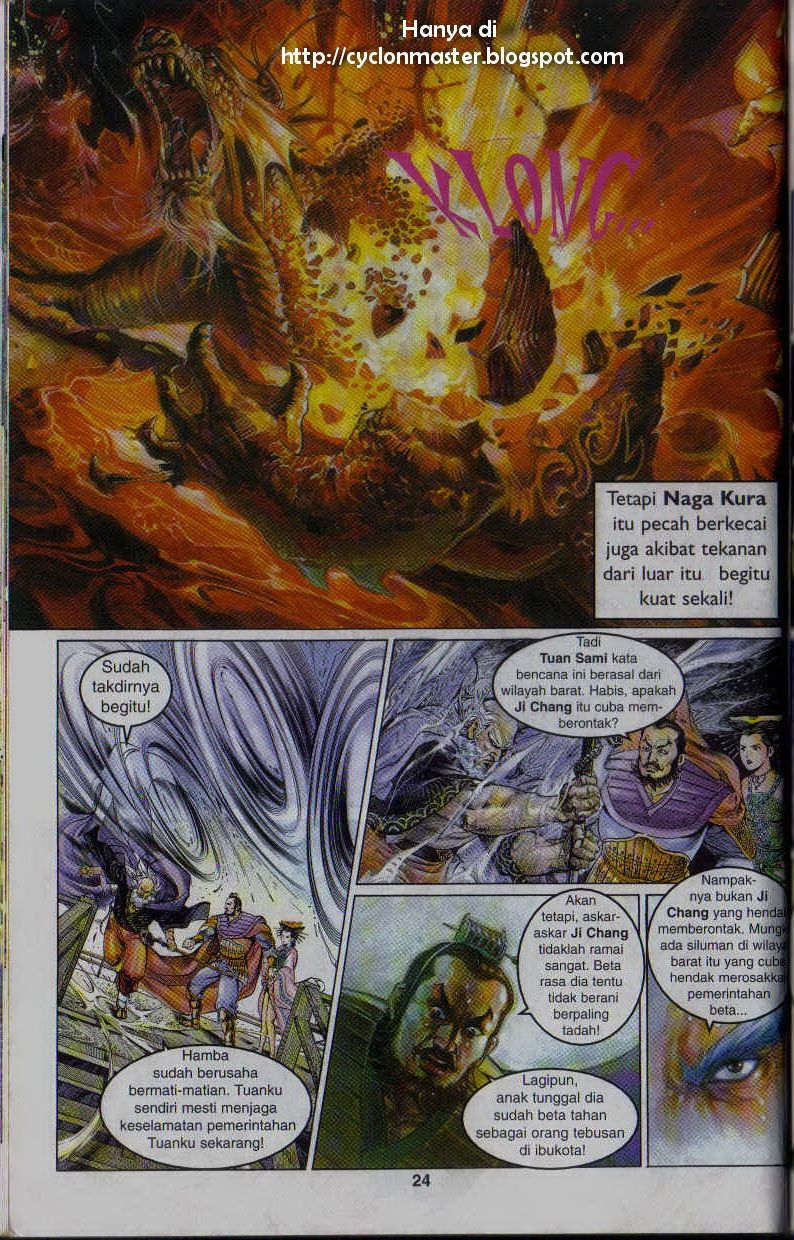 Hanya di
http://cyclonmaster.blogspot.com
KLONG...
Tetapi Naga Kura
itu pecah berkecai
juga akibat tekanan
dari luar itu begitu
kuat sekali!
Sudah
takdirnya
begitu!
Hamba
sudah berusaha
bermati-matian. Tuanku
sendiri mesti menjaga
keselamatan pemerintahan
Tuanku sekarang!
Tadi
Tuan Sami kata
bencana ini berasal dari
wilayah barat. Habis, apakah
Ji Chang itu cuba mem-
berontak?
Akan
tetapi, askar-
askar Ji Chang
tidaklah ramai
sangat. Beta
rasa dia tentu
tidak berani
berpaling
tadah!
Lagipun,
anak tunggal dia
sudah beta tahan
sebagai orang tebusan
di ibukota!
Nampak-
nya bukan Ji
Chang yang
memberontak.
ada siluman di
barat itu yang
hendak
pemerintahan
beta...
24